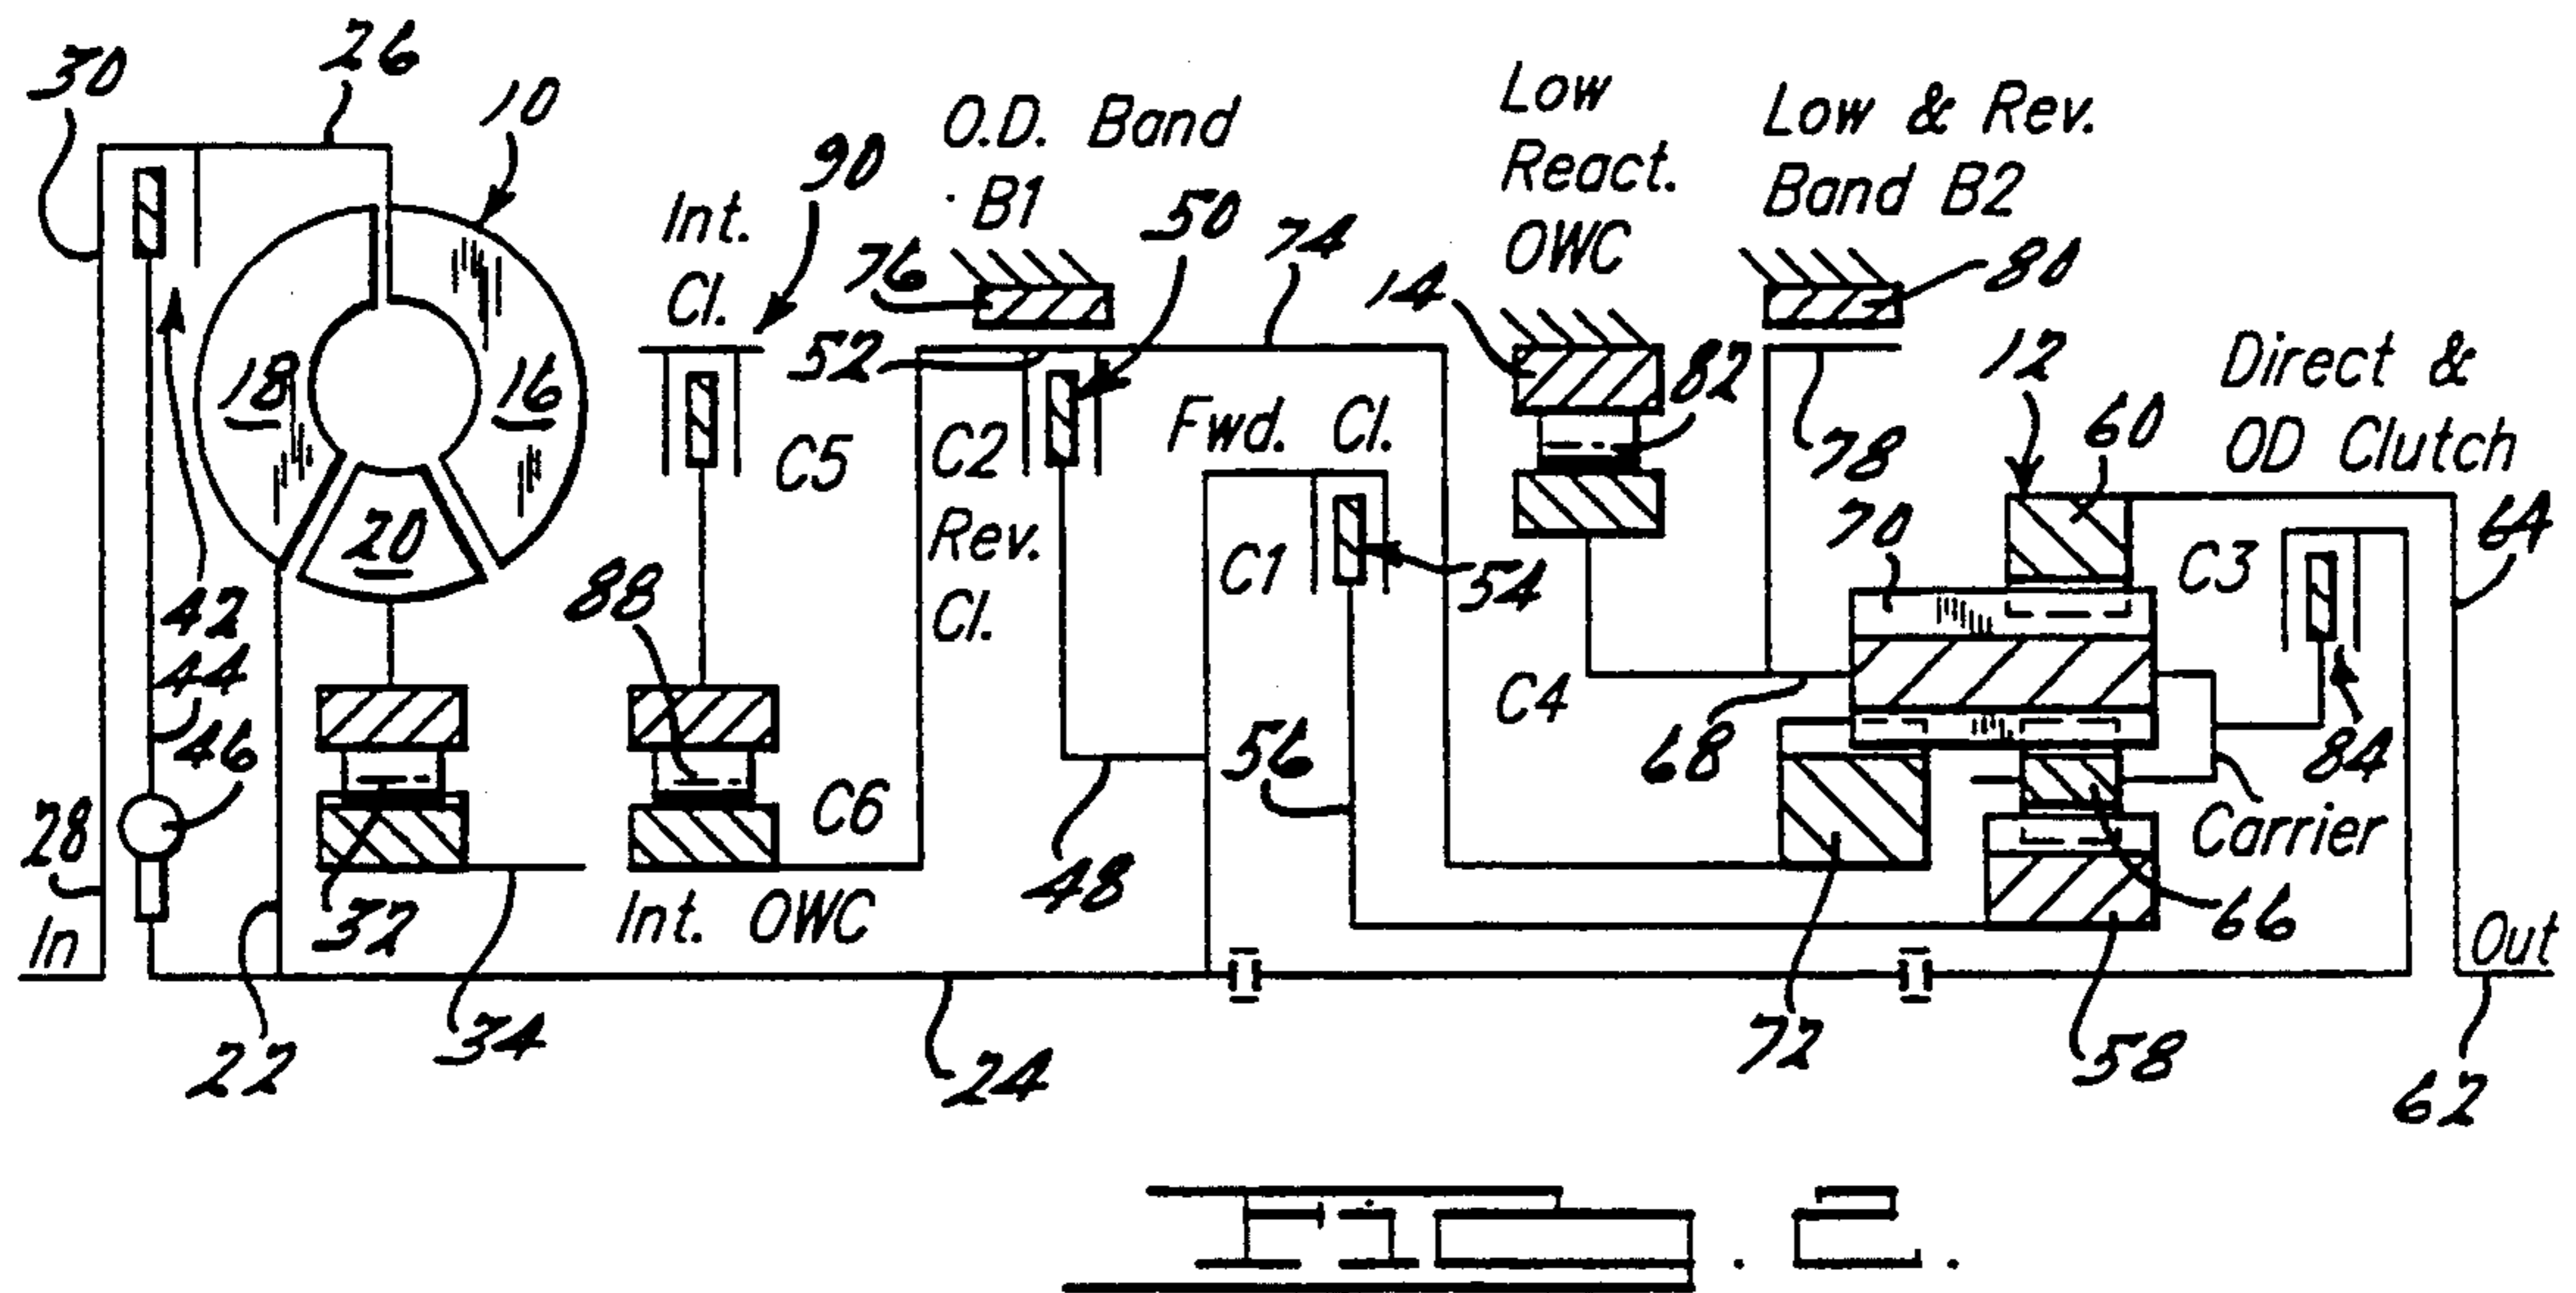 26
30
10
O.D. Band
B1
Int.
Cl.
90
50
76
52
74
Low
React.
OWC
Low & Rev.
Band B2
14
80
82
12
78
60
Direct &
OD Clutch
18
16
20
C5
C2
Rev.
Cl.
Fwd. Cl.
C1
54
70
C3
64
42
44
46
88
C4
68
84
28
In
32
C6
Int. OWC
56
48
Carrier
66
Out
22
34
24
72
58
62
FIG. 2.